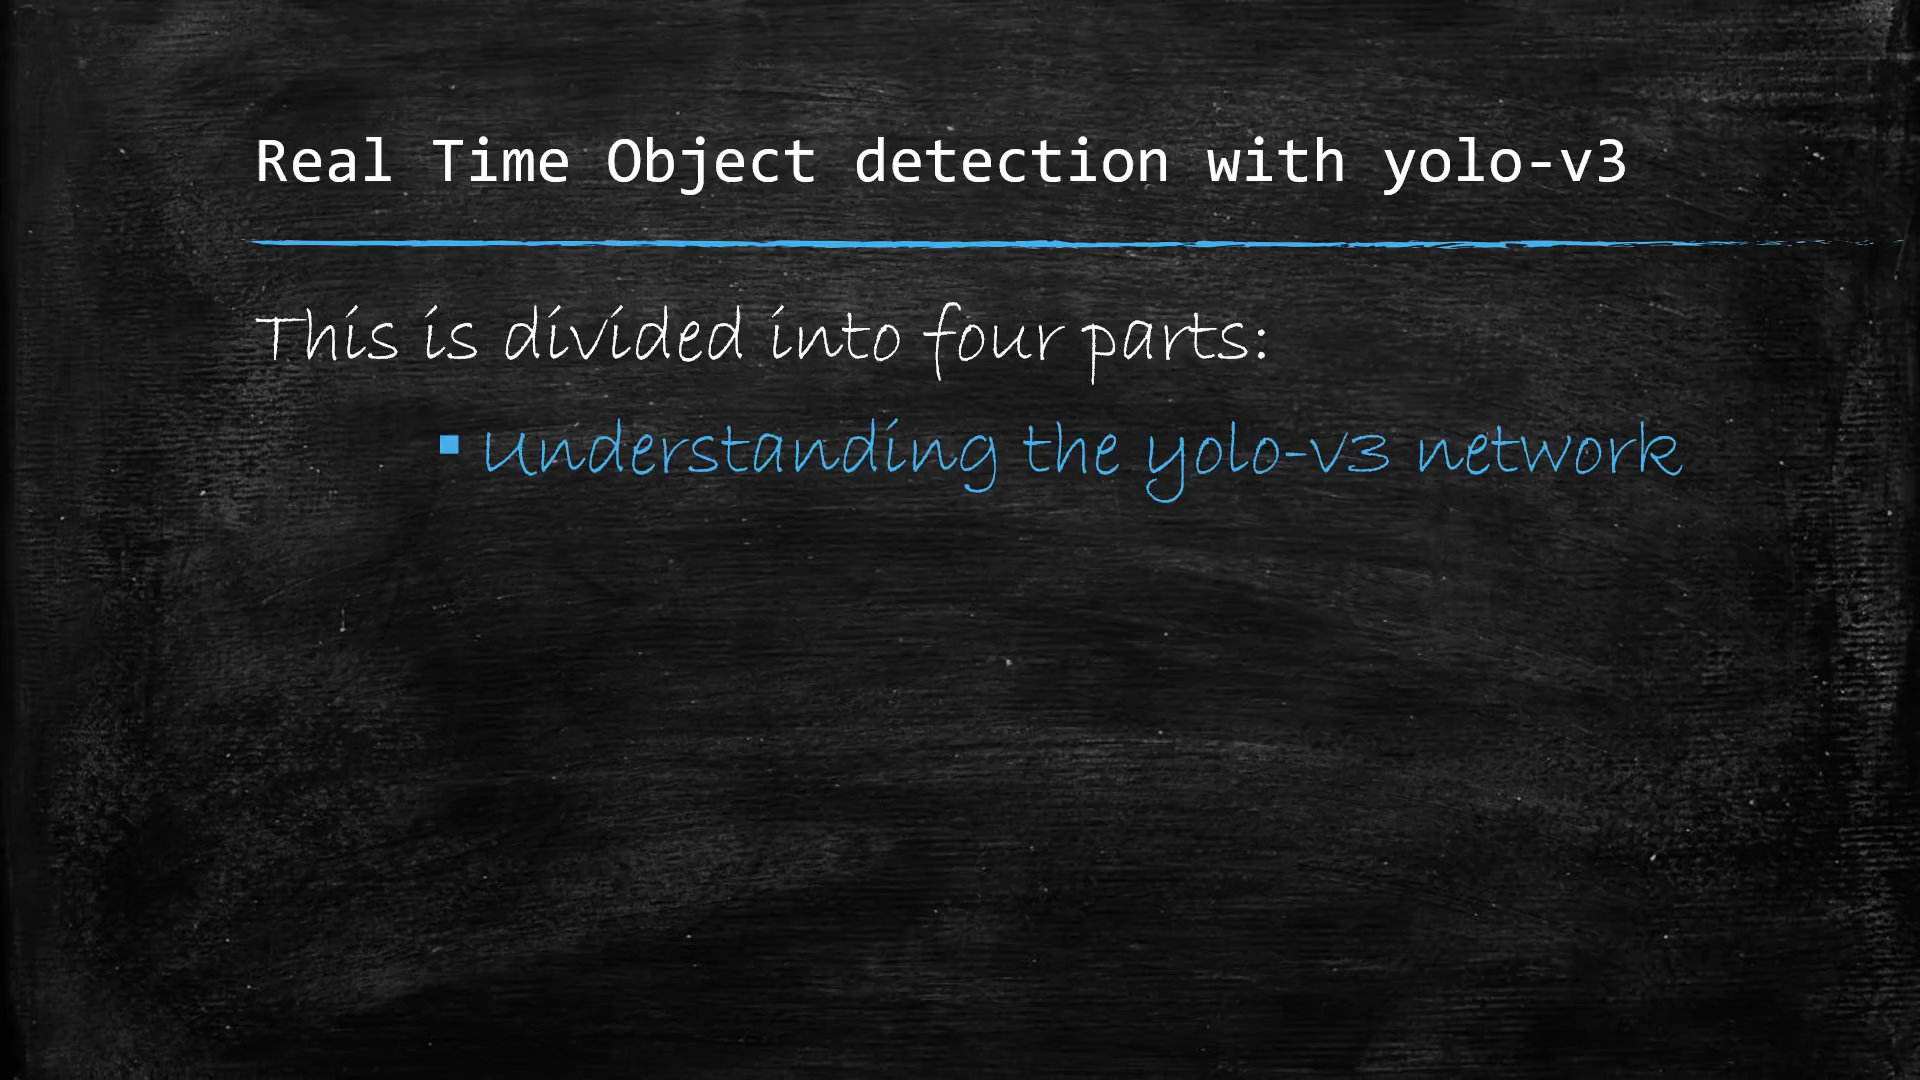 Real Time Object detection with yolo-v3
This is divided into four parts:
▪ Understanding the yolo-v3 network